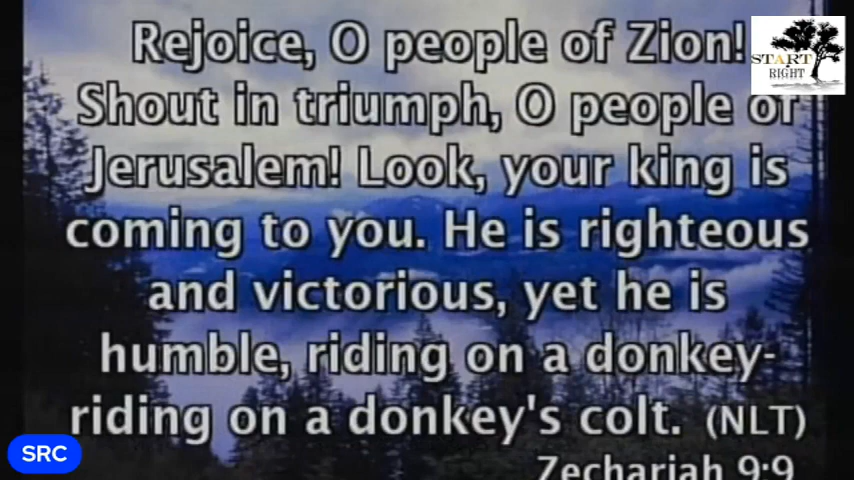 Rejoice, O people of Zion!
Shout in triumph, O people of
Jerusalem! Look, your king is
coming to you. He is righteous
and victorious, yet he is
humble, riding on a donkey-
riding on a donkey's colt. (NLT)
Zechariah 9:9
START
RIGHT
SRC